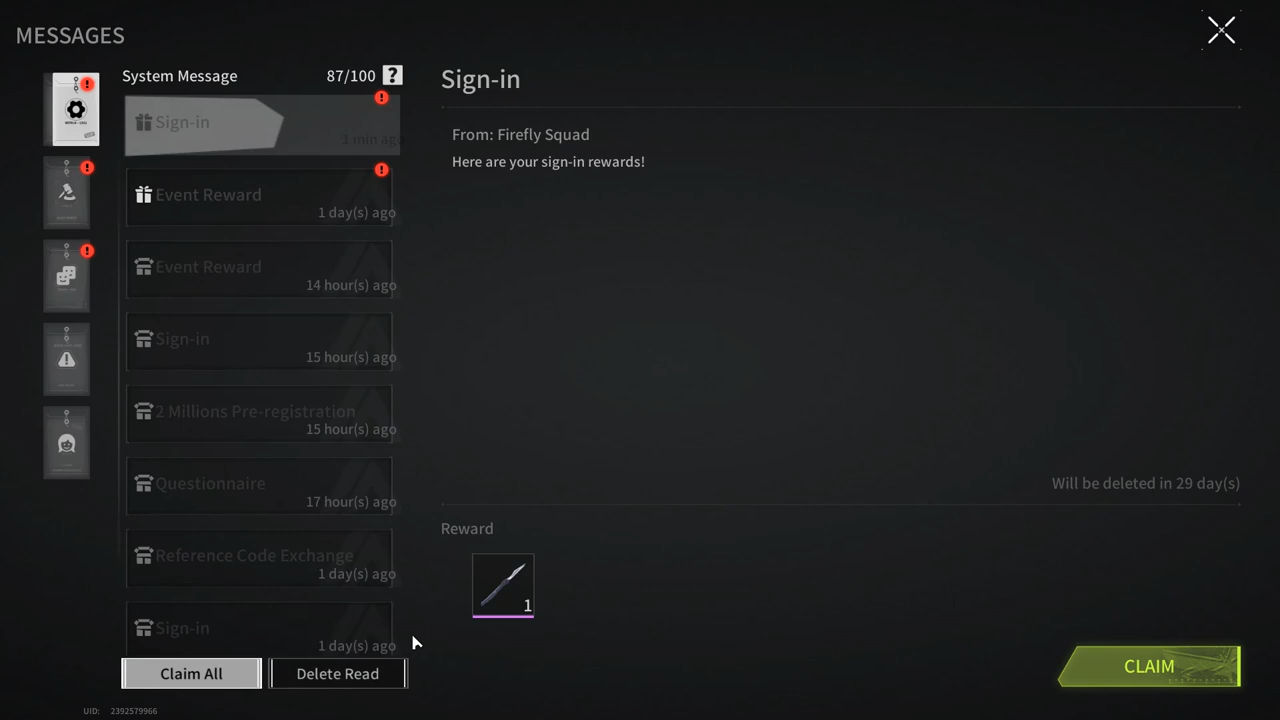 MESSAGES
System Message 87/100 ?
Sign-in
1 min ago
Event Reward
1 day(s) ago
Event Reward
14 hour(s) ago
Sign-in
15 hour(s) ago
2 Millions Pre-registration
15 hour(s) ago
Questionnaire
17 hour(s) ago
Reference Code Exchange
1 day(s) ago
Sign-in
1 day(s) ago
Claim All
Delete Read
Sign-in
From: Firefly Squad
Here are your sign-in rewards!
Will be deleted in 29 day(s)
Reward
1
CLAIM
UID: 2392579966